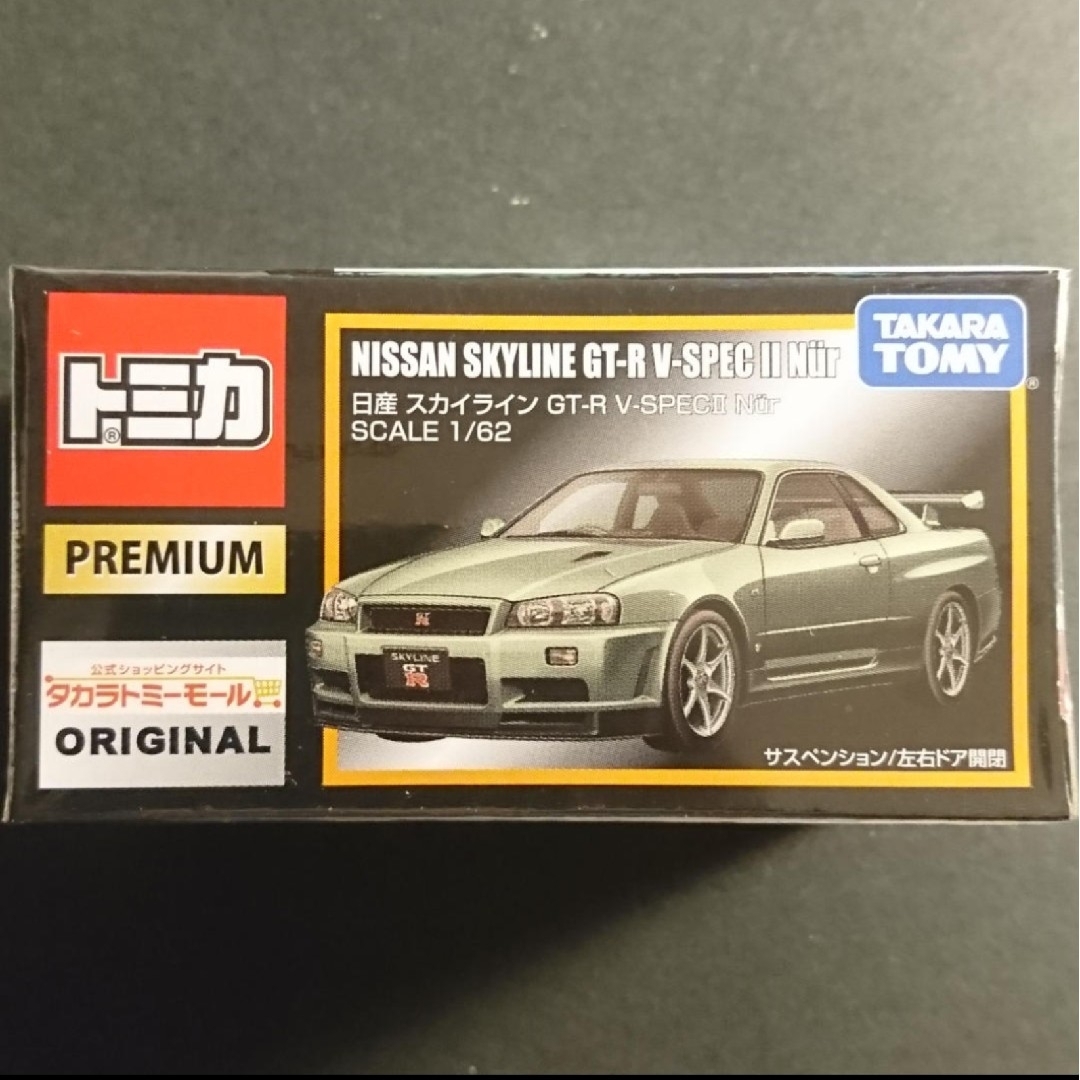 トミカ
®
PREMIUM
公式ショッピングサイト
タカラトミーモール
ORIGINAL
NISSAN SKYLINE GT-R V-SPEC II Nür
日産 スカイライン GT-R V-SPECⅡ Nür
SCALE 1/62
TAKARA
TOMY
®
SKYLINE
GT
R
サスペンション/左右ドア開閉